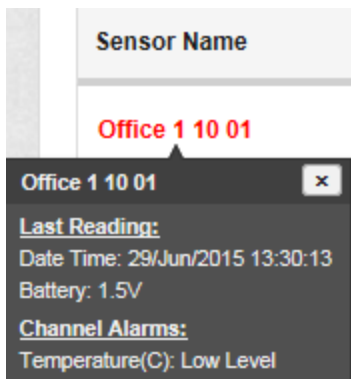 Sensor Name
Office 1 10 01
Office 1 10 01 ×
Last Reading:
Date Time: 29/Jun/2015 13:30:13
Battery: 1.5V
Channel Alarms:
Temperature(C): Low Level